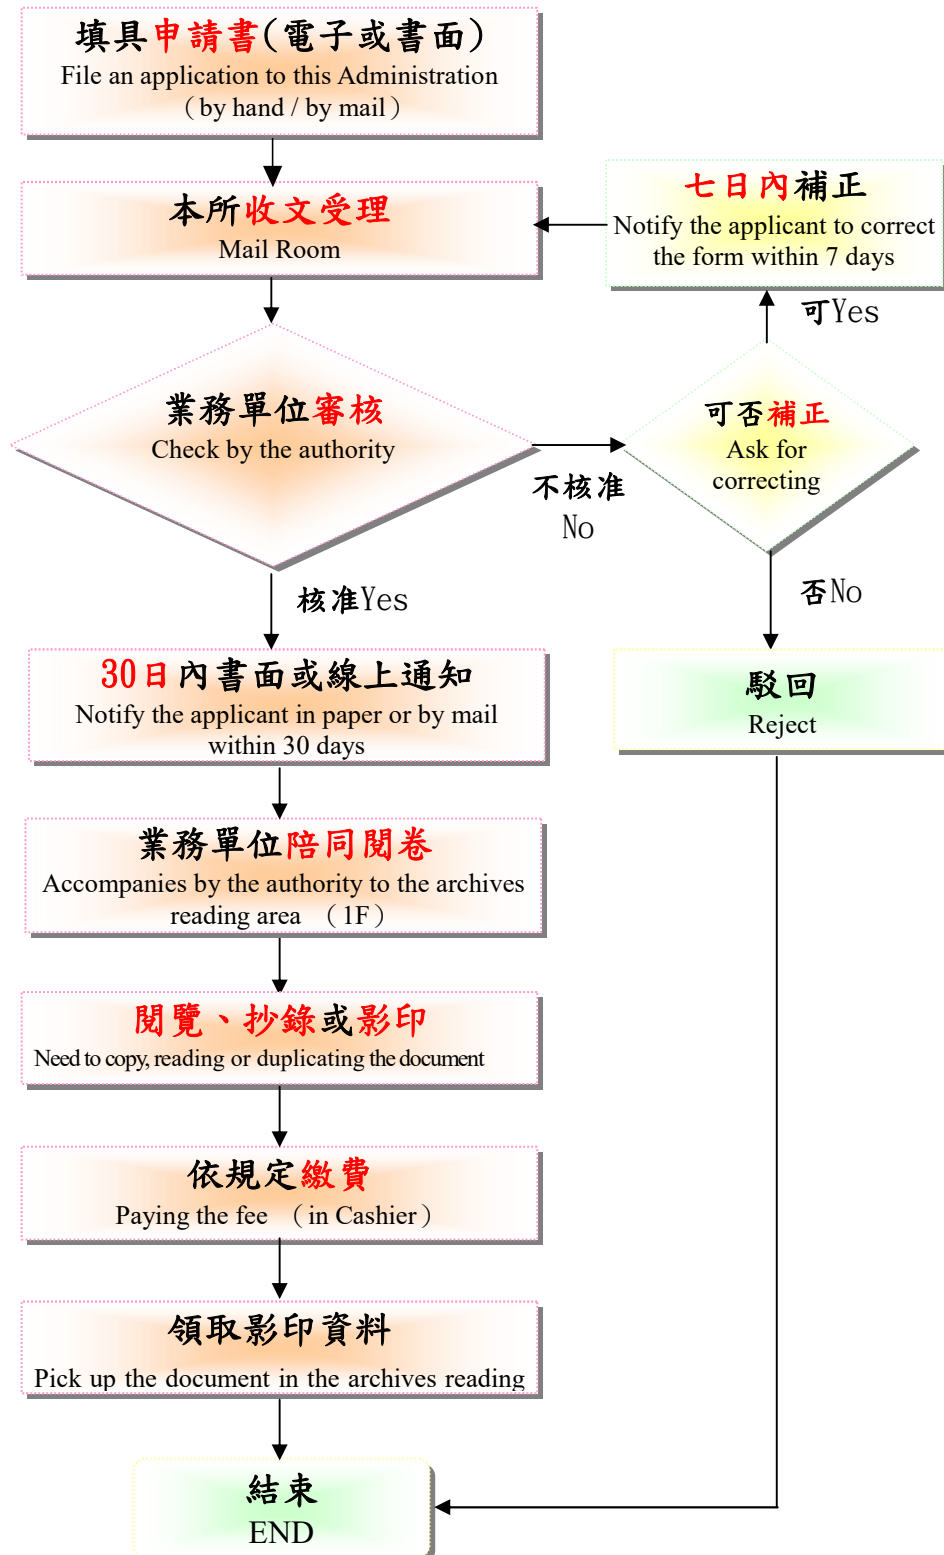 填具申請書(電子或書面)
File an application to this Administration
（by hand / by mail）
本所收文受理
Mail Room
七日內補正
Notify the applicant to correct
the form within 7 days
可Yes
業務單位審核
Check by the authority
不核准
No
可否補正
Ask for
correcting
核准Yes
否No
30日內書面或線上通知
Notify the applicant in paper or by mail
within 30 days
駁回
Reject
業務單位陪同閱卷
Accompanies by the authority to the archives
reading area （1F）
閱覽、抄錄或影印
Need to copy, reading or duplicating the document
依規定繳費
Paying the fee （in Cashier）
領取影印資料
Pick up the document in the archives reading
結束
END